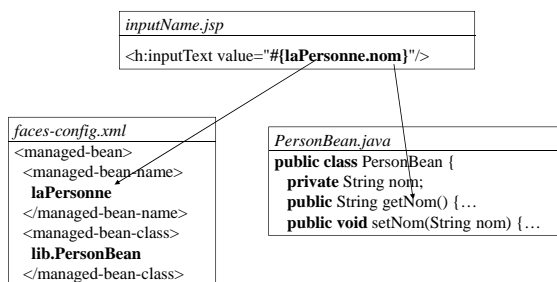 inputName.jsp
<h:inputText value="#{laPersonne.nom}"/>
faces-config.xml
<managed-bean>
<managed-bean-name>
laPersonne
</managed-bean-name>
<managed-bean-class>
lib.PersonBean
</managed-bean-class>
PersonBean.java
public class PersonBean {
private String nom;
public String getNom() {…
public void setNom(String nom) {…